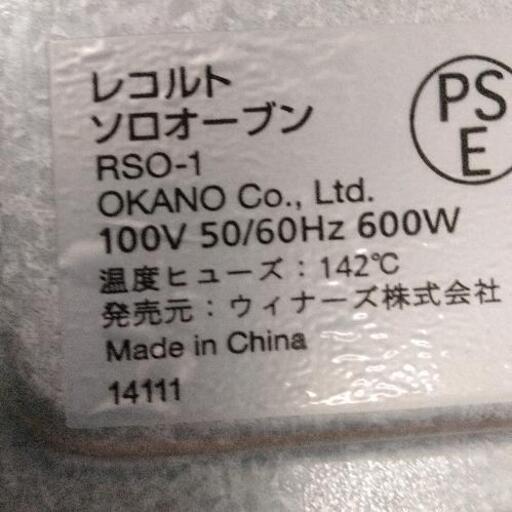 レコルト
ソロオーブン
RSO-1
OKANO Co., Ltd.
100V 50/60Hz 600W
温度ヒューズ：142℃
発売元：ウィナーズ株式会社
Made in China
14111
PS
E